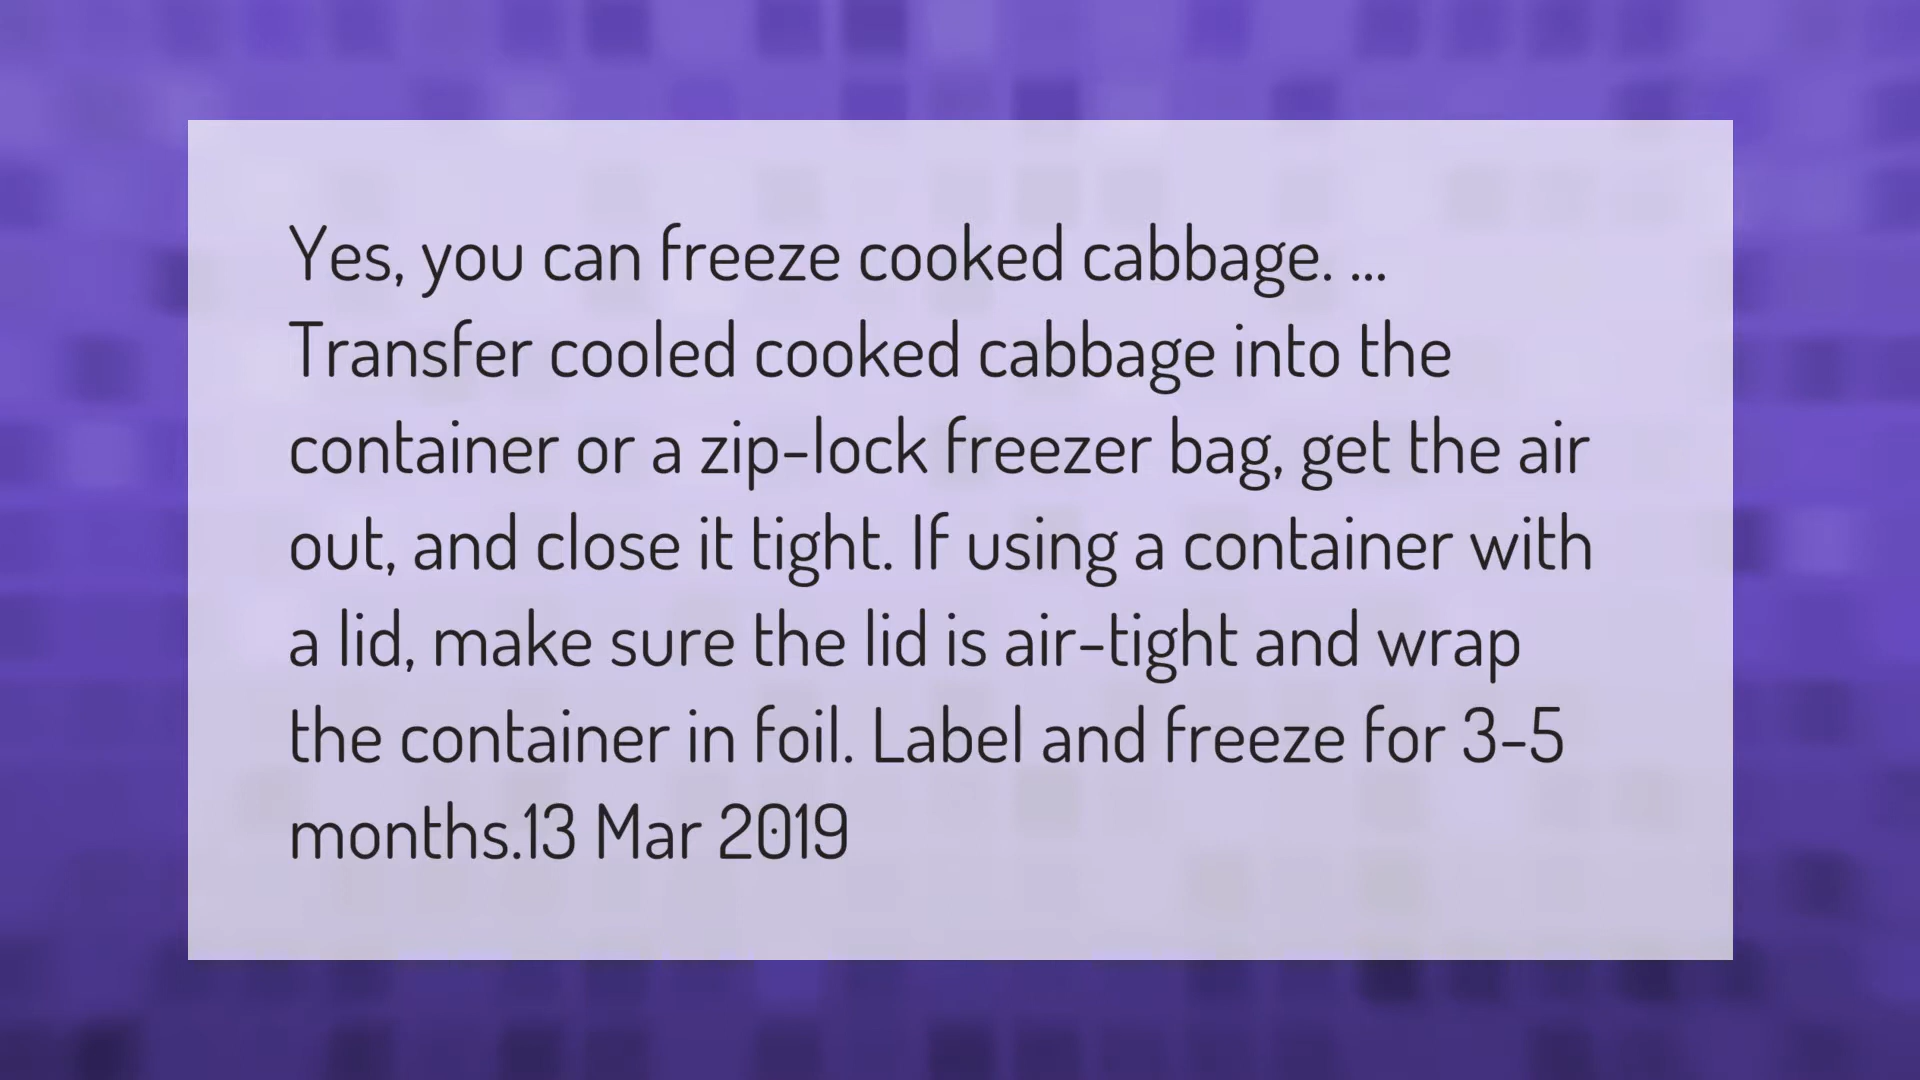 Yes, you can freeze cooked cabbage. ...
Transfer cooled cooked cabbage into the
container or a zip-lock freezer bag, get the air
out, and close it tight. If using a container with
a lid, make sure the lid is air-tight and wrap
the container in foil. Label and freeze for 3-5
months.13 Mar 2019